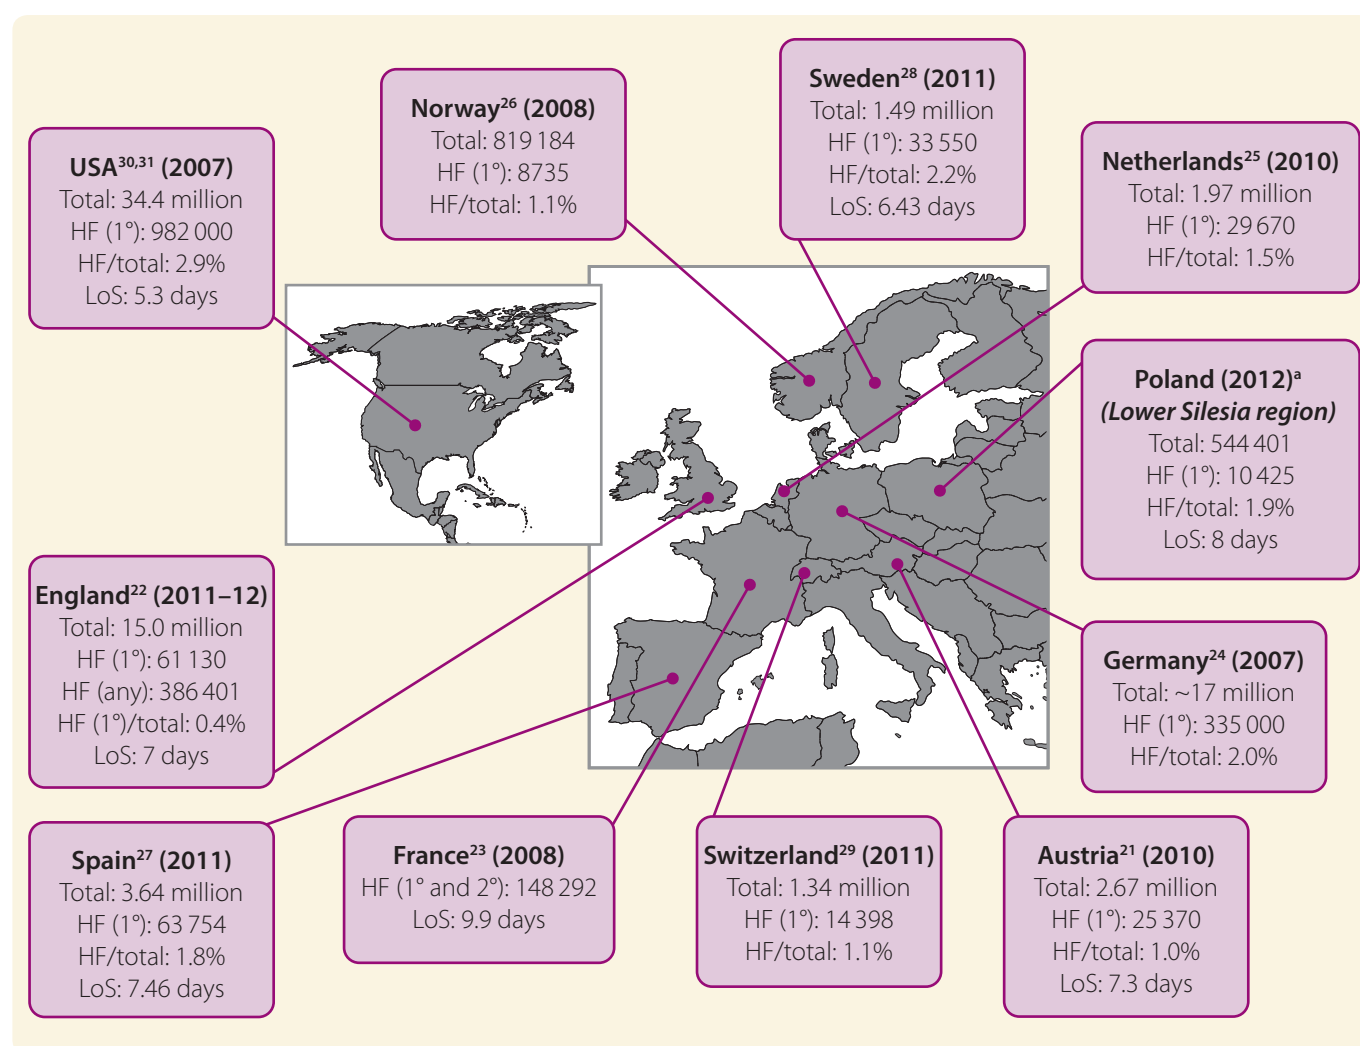 Sweden²⁸ (2011)
Total: 1.49 million
HF (1°): 33 550
HF/total: 2.2%
LoS: 6.43 days
Norway²⁶ (2008)
Total: 819 184
HF (1°): 8735
HF/total: 1.1%
USA³⁰,³¹ (2007)
Total: 34.4 million
HF (1°): 982 000
HF/total: 2.9%
LoS: 5.3 days
Netherlands²⁵ (2010)
Total: 1.97 million
HF (1°): 29 670
HF/total: 1.5%
Poland (2012)ᵃ
(Lower Silesia region)
Total: 544 401
HF (1°): 10 425
HF/total: 1.9%
LoS: 8 days
England²² (2011–12)
Total: 15.0 million
HF (1°): 61 130
HF (any): 386 401
HF (1°)/total: 0.4%
LoS: 7 days
Germany²⁴ (2007)
Total: ~17 million
HF (1°): 335 000
HF/total: 2.0%
Spain²⁷ (2011)
Total: 3.64 million
HF (1°): 63 754
HF/total: 1.8%
LoS: 7.46 days
France²³ (2008)
HF (1° and 2°): 148 292
LoS: 9.9 days
Switzerland²⁹ (2011)
Total: 1.34 million
HF (1°): 14 398
HF/total: 1.1%
Austria²¹ (2010)
Total: 2.67 million
HF (1°): 25 370
HF/total: 1.0%
LoS: 7.3 days